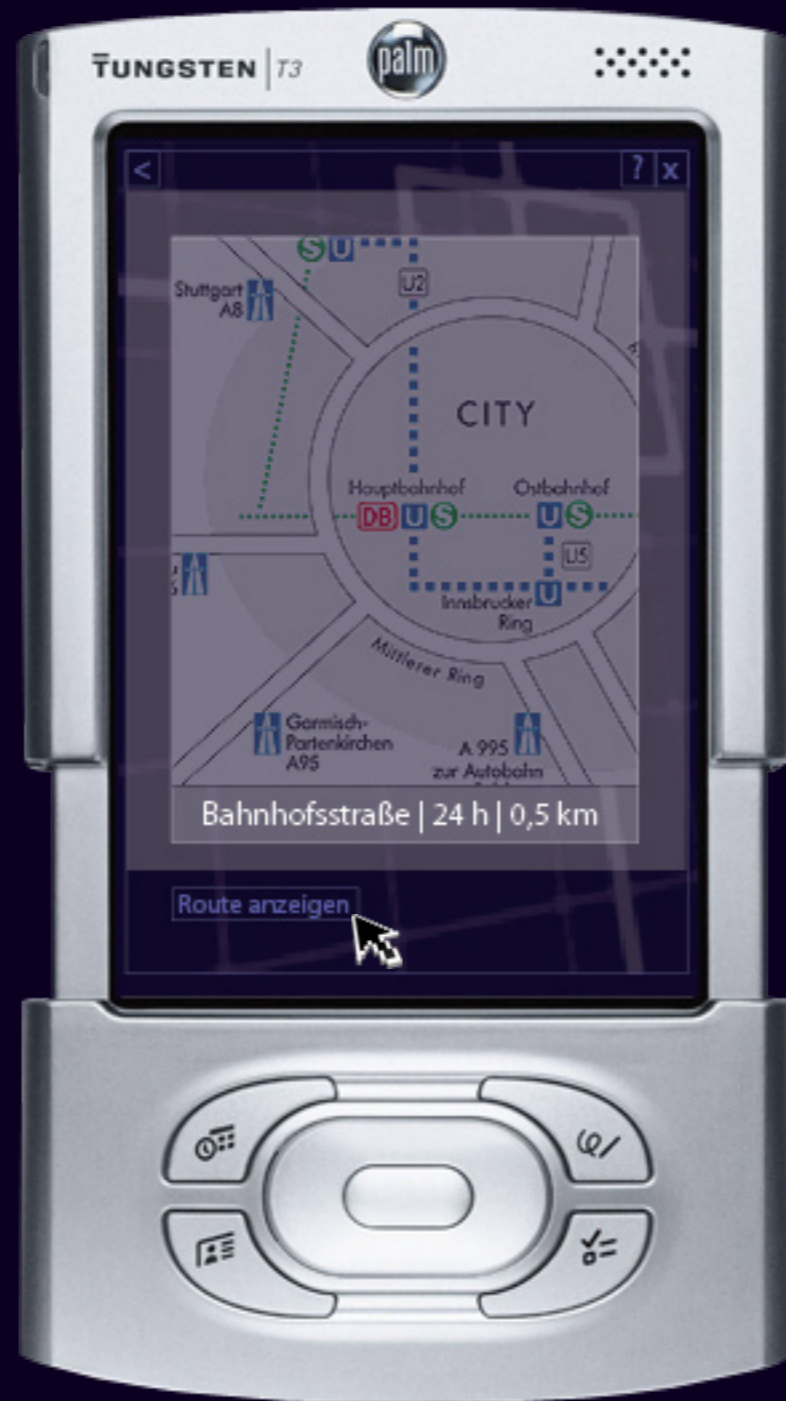 TUNGSTEN | T3
palm
< ? x
S U
U2
Stuttgart
A8
CITY
Hauptbahnhof
Ostbahnhof
DB U S
U S
U5
U
Innsbrucker
Ring
Mittlerer Ring
Garmisch-
Partenkirchen
A95
A 995
zur Autobahn
Bahnhofsstraße | 24 h | 0,5 km
Route anzeigen